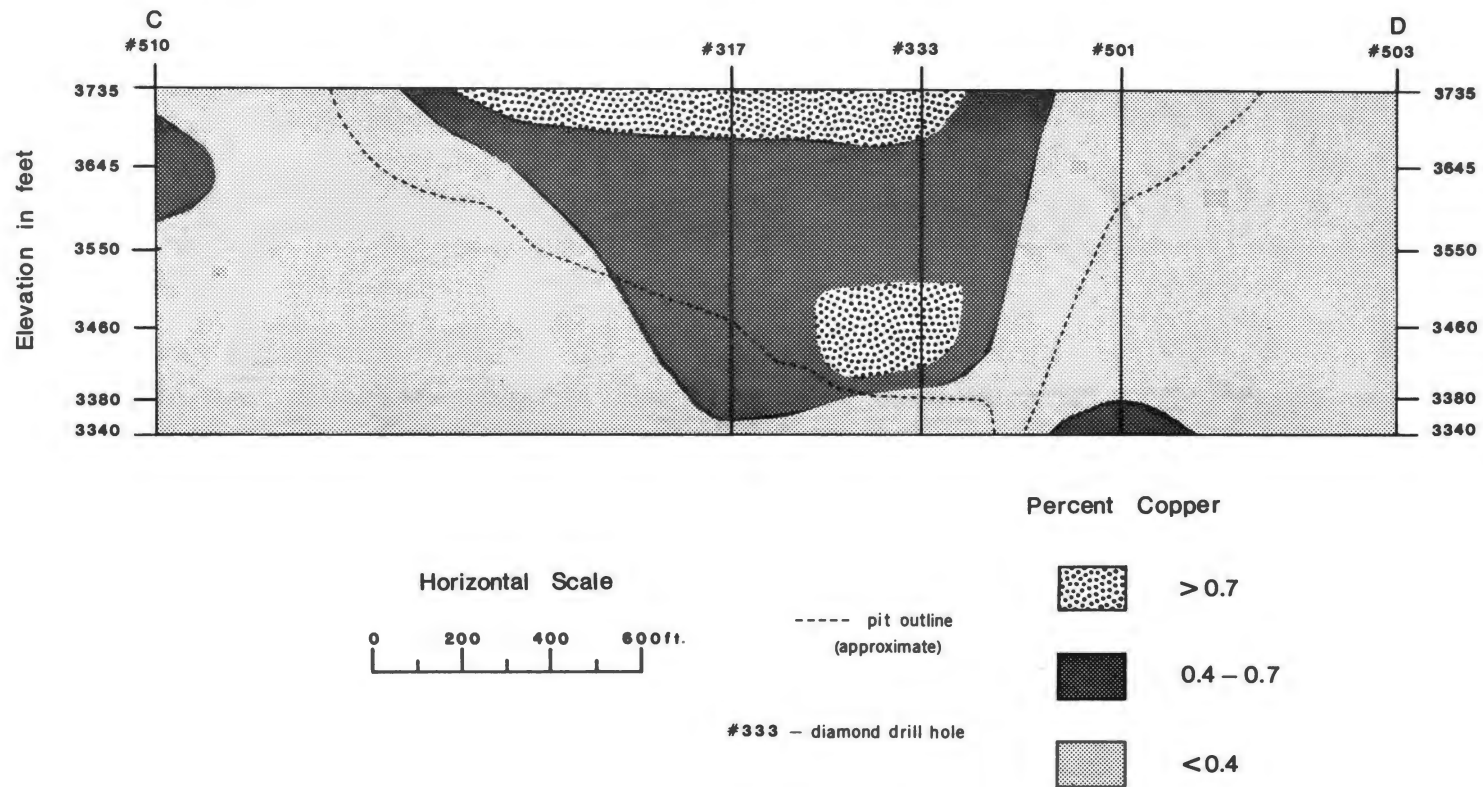 C
D
#510
#317
#333
#501
#503
3735
3735
3645
3645
3550
3550
3460
3460
3380
3380
3340
3340
Elevation in feet
Percent Copper
> 0.7
0.4 – 0.7
< 0.4
Horizontal Scale
0 200 400 600ft.
----- pit outline
(approximate)
#333 – diamond drill hole